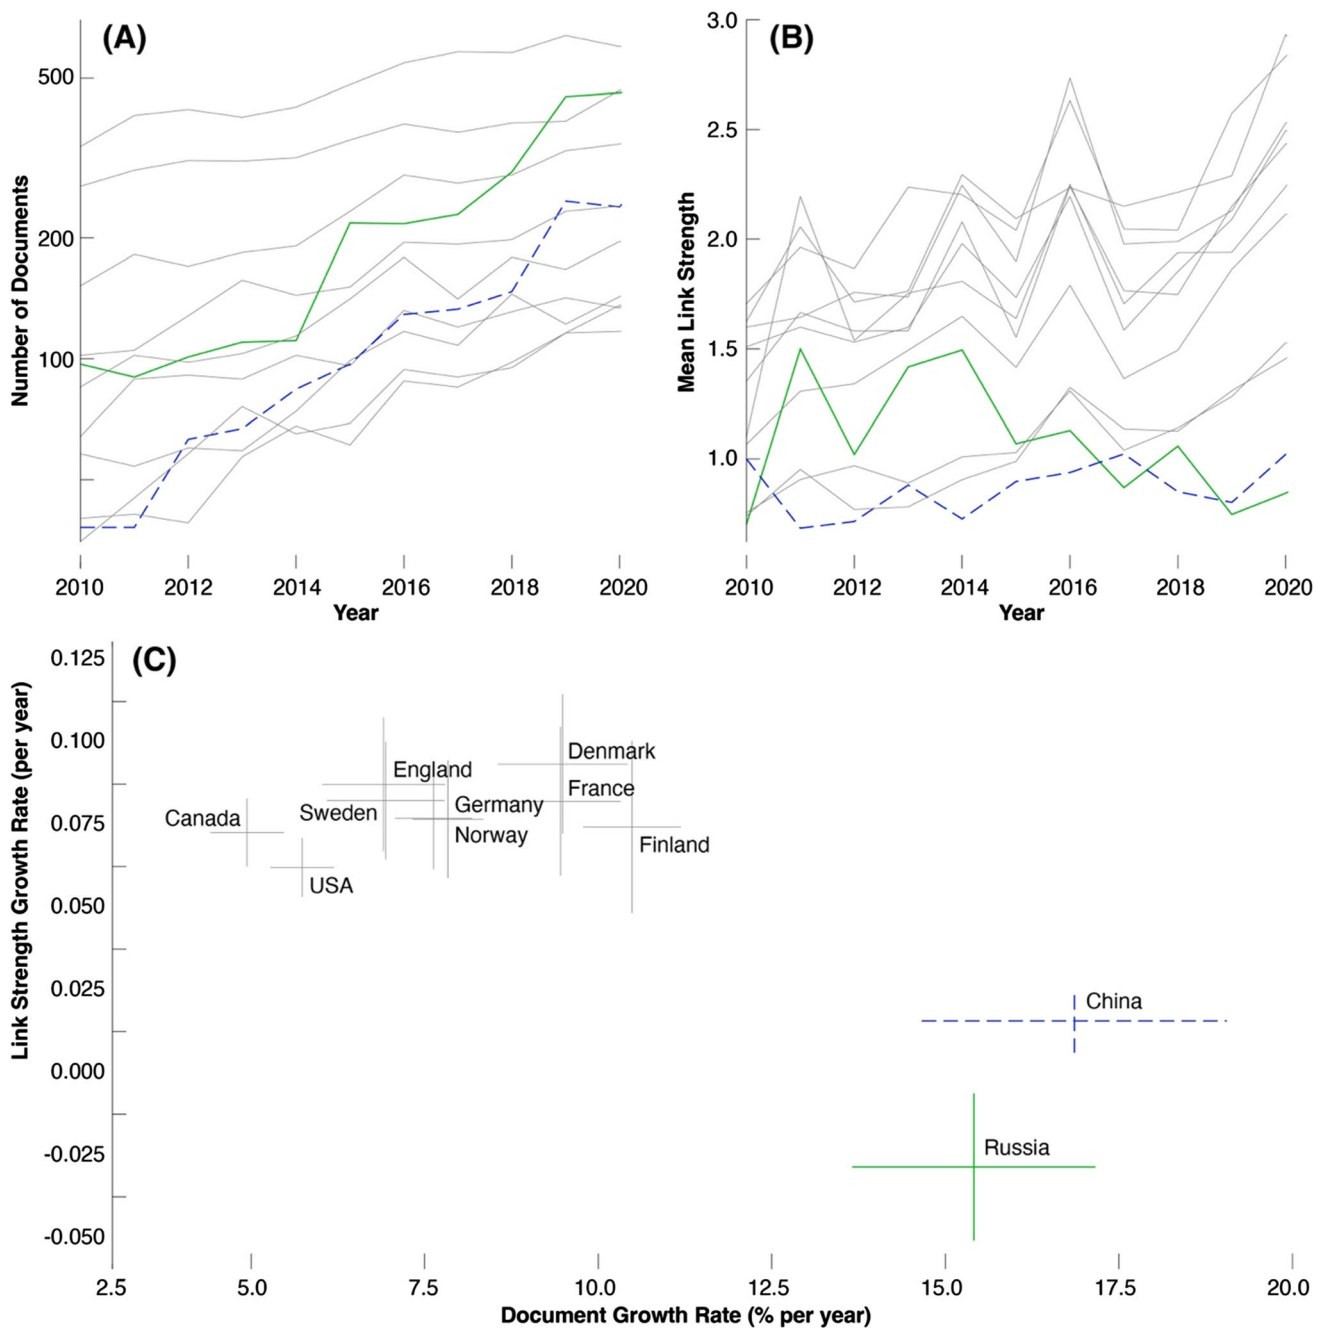 (A)
500
200
100
Number of Documents
2010 2012 2014 2016 2018 2020
Year
(B)
3.0
2.5
2.0
1.5
1.0
Mean Link Strength
2010 2012 2014 2016 2018 2020
Year
(C)
0.125
0.100
0.075
0.050
0.025
0.000
-0.025
-0.050
Link Strength Growth Rate (per year)
Denmark
England
France
Germany
Sweden
Canada
Norway
Finland
USA
China
Russia
2.5 5.0 7.5 10.0 12.5 15.0 17.5 20.0
Document Growth Rate (% per year)